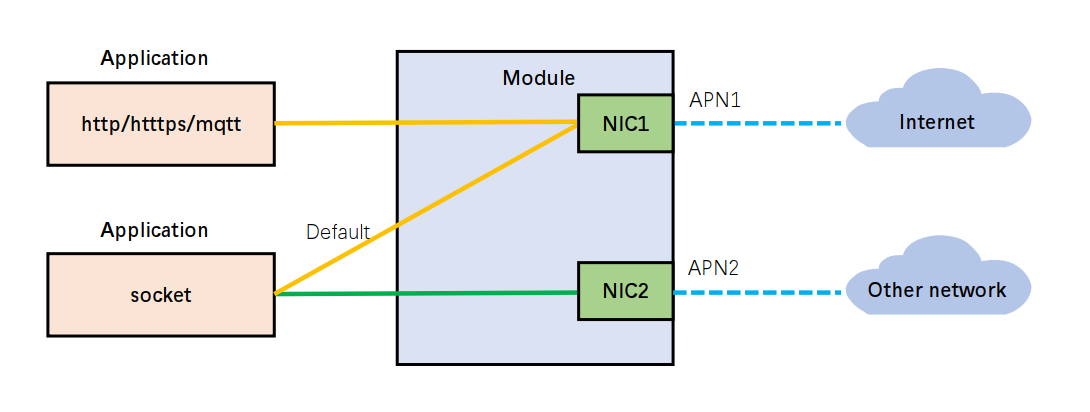 Application
Module
http/htttps/mqtt
NIC1
APN1
Internet
Application
Default
socket
NIC2
APN2
Other network